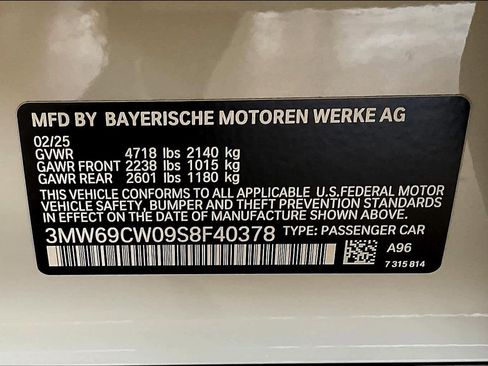 MFD BY BAYERISCHE MOTOREN WERKE AG
02/25
GVWR 4718 lbs 2140 kg
GAWR FRONT 2238 lbs 1015 kg
GAWR REAR 2601 lbs 1180 kg
THIS VEHICLE CONFORMS TO ALL APPLICABLE U.S.FEDERAL MOTOR
VEHICLE SAFETY, BUMPER AND THEFT PREVENTION STANDARDS
IN EFFECT ON THE DATE OF MANUFACTURE SHOWN ABOVE.
3MW69CW09S8F40378 TYPE: PASSENGER CAR
A96
7 315 814